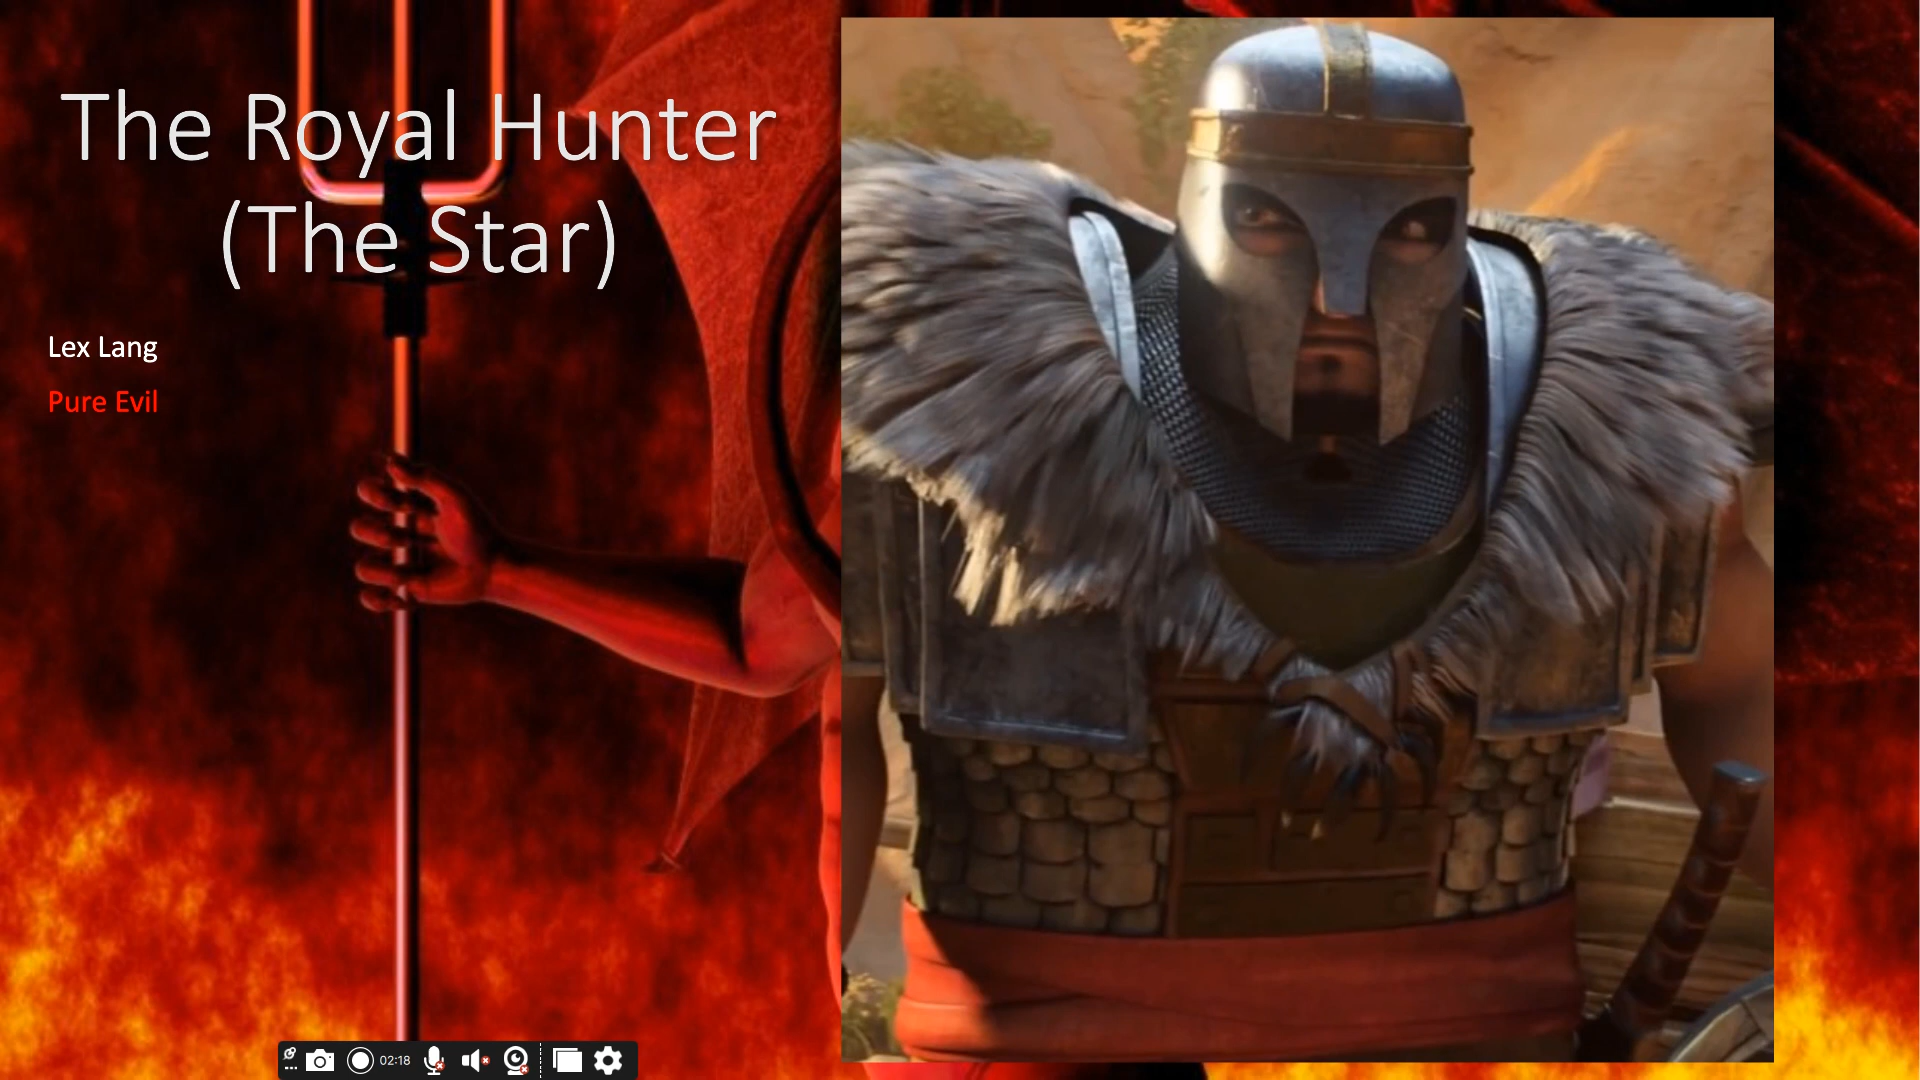 The Royal Hunter
(The Star)
Lex Lang
Pure Evil
02:18